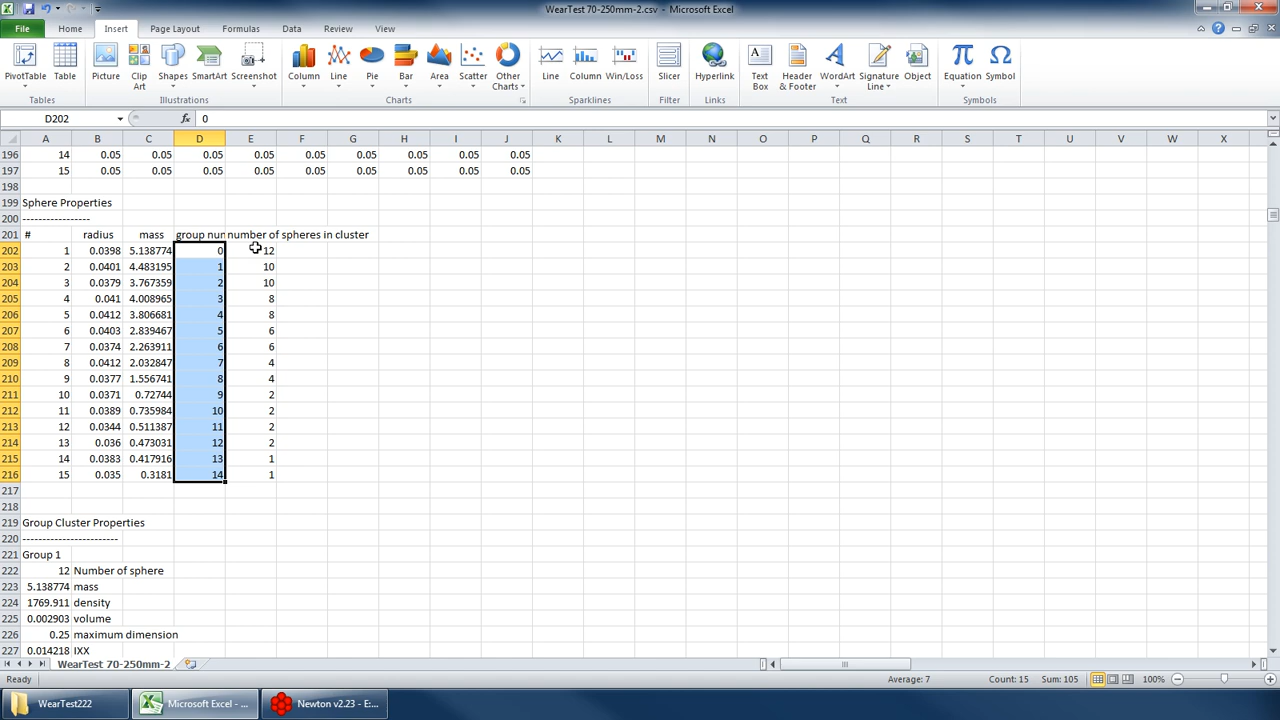 WearTest 70-250mm-2.csv - Microsoft Excel
File Home Insert Page Layout Formulas Data Review View
PivotTable Table Picture Clip Art Shapes SmartArt Screenshot Column Line Pie Bar Area Scatter Other Charts Line Column Win/Loss Slicer Hyperlink Text Box Header & Footer WordArt Signature Line Object Equation Symbol
Tables Illustrations Charts Sparklines Filter Links Text Symbols
D202 fx 0
A B C D E F G H I J K L M N O P Q R S T U V W X
196 14 0.05 0.05 0.05 0.05 0.05 0.05 0.05 0.05 0.05
197 15 0.05 0.05 0.05 0.05 0.05 0.05 0.05 0.05 0.05
198
199 Sphere Properties
200 -----------------
201 # radius mass group num number of spheres in cluster
202 1 0.0398 5.138774 0 12
203 2 0.0401 4.483195 1 10
204 3 0.0379 3.767359 2 10
205 4 0.041 4.008965 3 8
206 5 0.0412 3.806681 4 8
207 6 0.0403 2.839467 5 6
208 7 0.0374 2.263911 6 6
209 8 0.0412 2.032847 7 4
210 9 0.0377 1.556741 8 4
211 10 0.0371 0.72744 9 2
212 11 0.0389 0.735984 10 2
213 12 0.0344 0.511387 11 2
214 13 0.036 0.473031 12 2
215 14 0.0383 0.417916 13 1
216 15 0.035 0.3181 14 1
217
218
219 Group Cluster Properties
220 ------------------------
221 Group 1
222 12 Number of sphere
223 5.138774 mass
224 1769.911 density
225 0.002903 volume
226 0.25 maximum dimension
227 0.014218 IXX
WearTest 70-250mm-2
Ready Average: 7 Count: 15 Sum: 105 100%
WearTest222 Microsoft Excel - ... Newton v2.23 - E:...